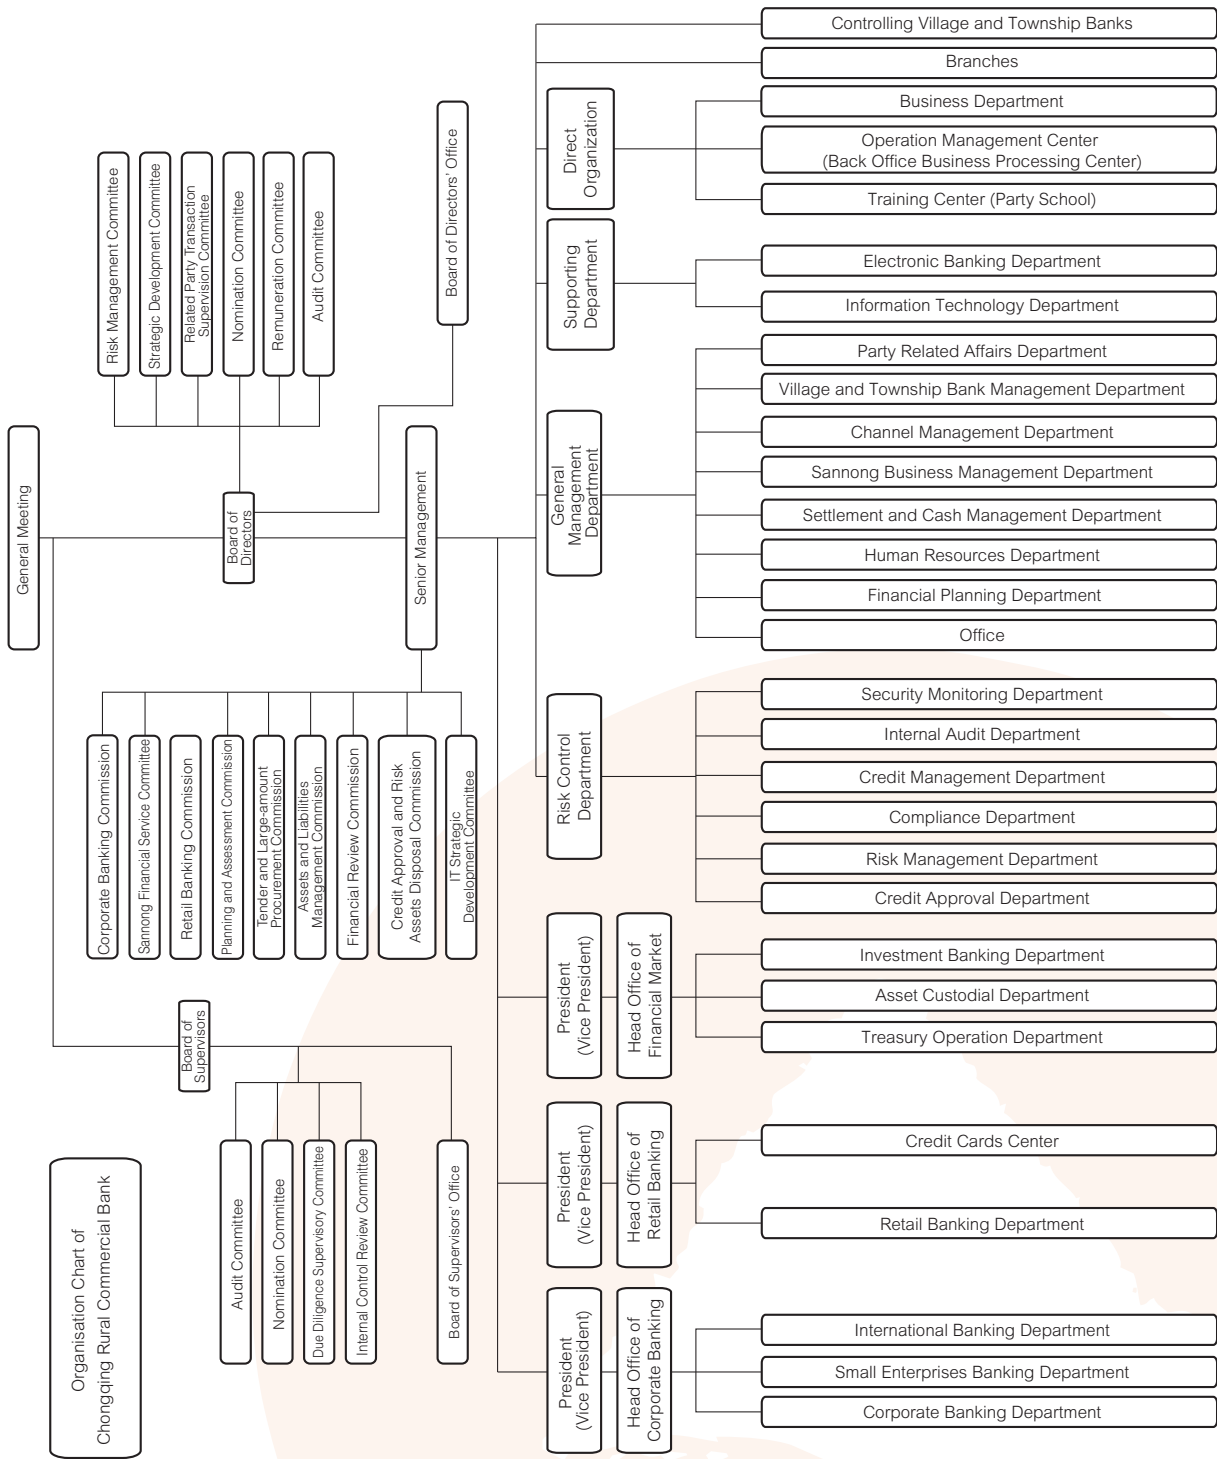 Organisation Chart of
Chongqing Rural Commercial Bank
General Meeting
Board of
Directors
Board of
Supervisors
Risk Management Committee
Strategic Development Committee
Related Party Transaction
Supervision Committee
Nomination Committee
Remuneration Committee
Audit Committee
Board of Directors' Office
Senior Management
Corporate Banking Commission
Sannong Financial Service Committee
Retail Banking Commission
Planning and Assessment Commission
Tender and Large-amount
Procurement Commission
Assets and Liabilities
Management Commission
Financial Review Commission
Credit Approval and Risk
Assets Disposal Commission
IT Strategic
Development Committee
Audit Committee
Nomination Committee
Due Diligence Supervisory Committee
Internal Control Review Committee
Board of Supervisors' Office
Controlling Village and Township Banks
Branches
Direct
Organization
Business Department
Operation Management Center
(Back Office Business Processing Center)
Training Center (Party School)
Supporting
Department
Electronic Banking Department
Information Technology Department
General
Management
Department
Party Related Affairs Department
Village and Township Bank Management Department
Channel Management Department
Sannong Business Management Department
Settlement and Cash Management Department
Human Resources Department
Financial Planning Department
Office
Risk Control
Department
Security Monitoring Department
Internal Audit Department
Credit Management Department
Compliance Department
Risk Management Department
Credit Approval Department
President
(Vice President)
Head Office of
Financial Market
Investment Banking Department
Asset Custodial Department
Treasury Operation Department
President
(Vice President)
Head Office of
Retail Banking
Credit Cards Center
Retail Banking Department
President
(Vice President)
Head Office of
Corporate Banking
International Banking Department
Small Enterprises Banking Department
Corporate Banking Department